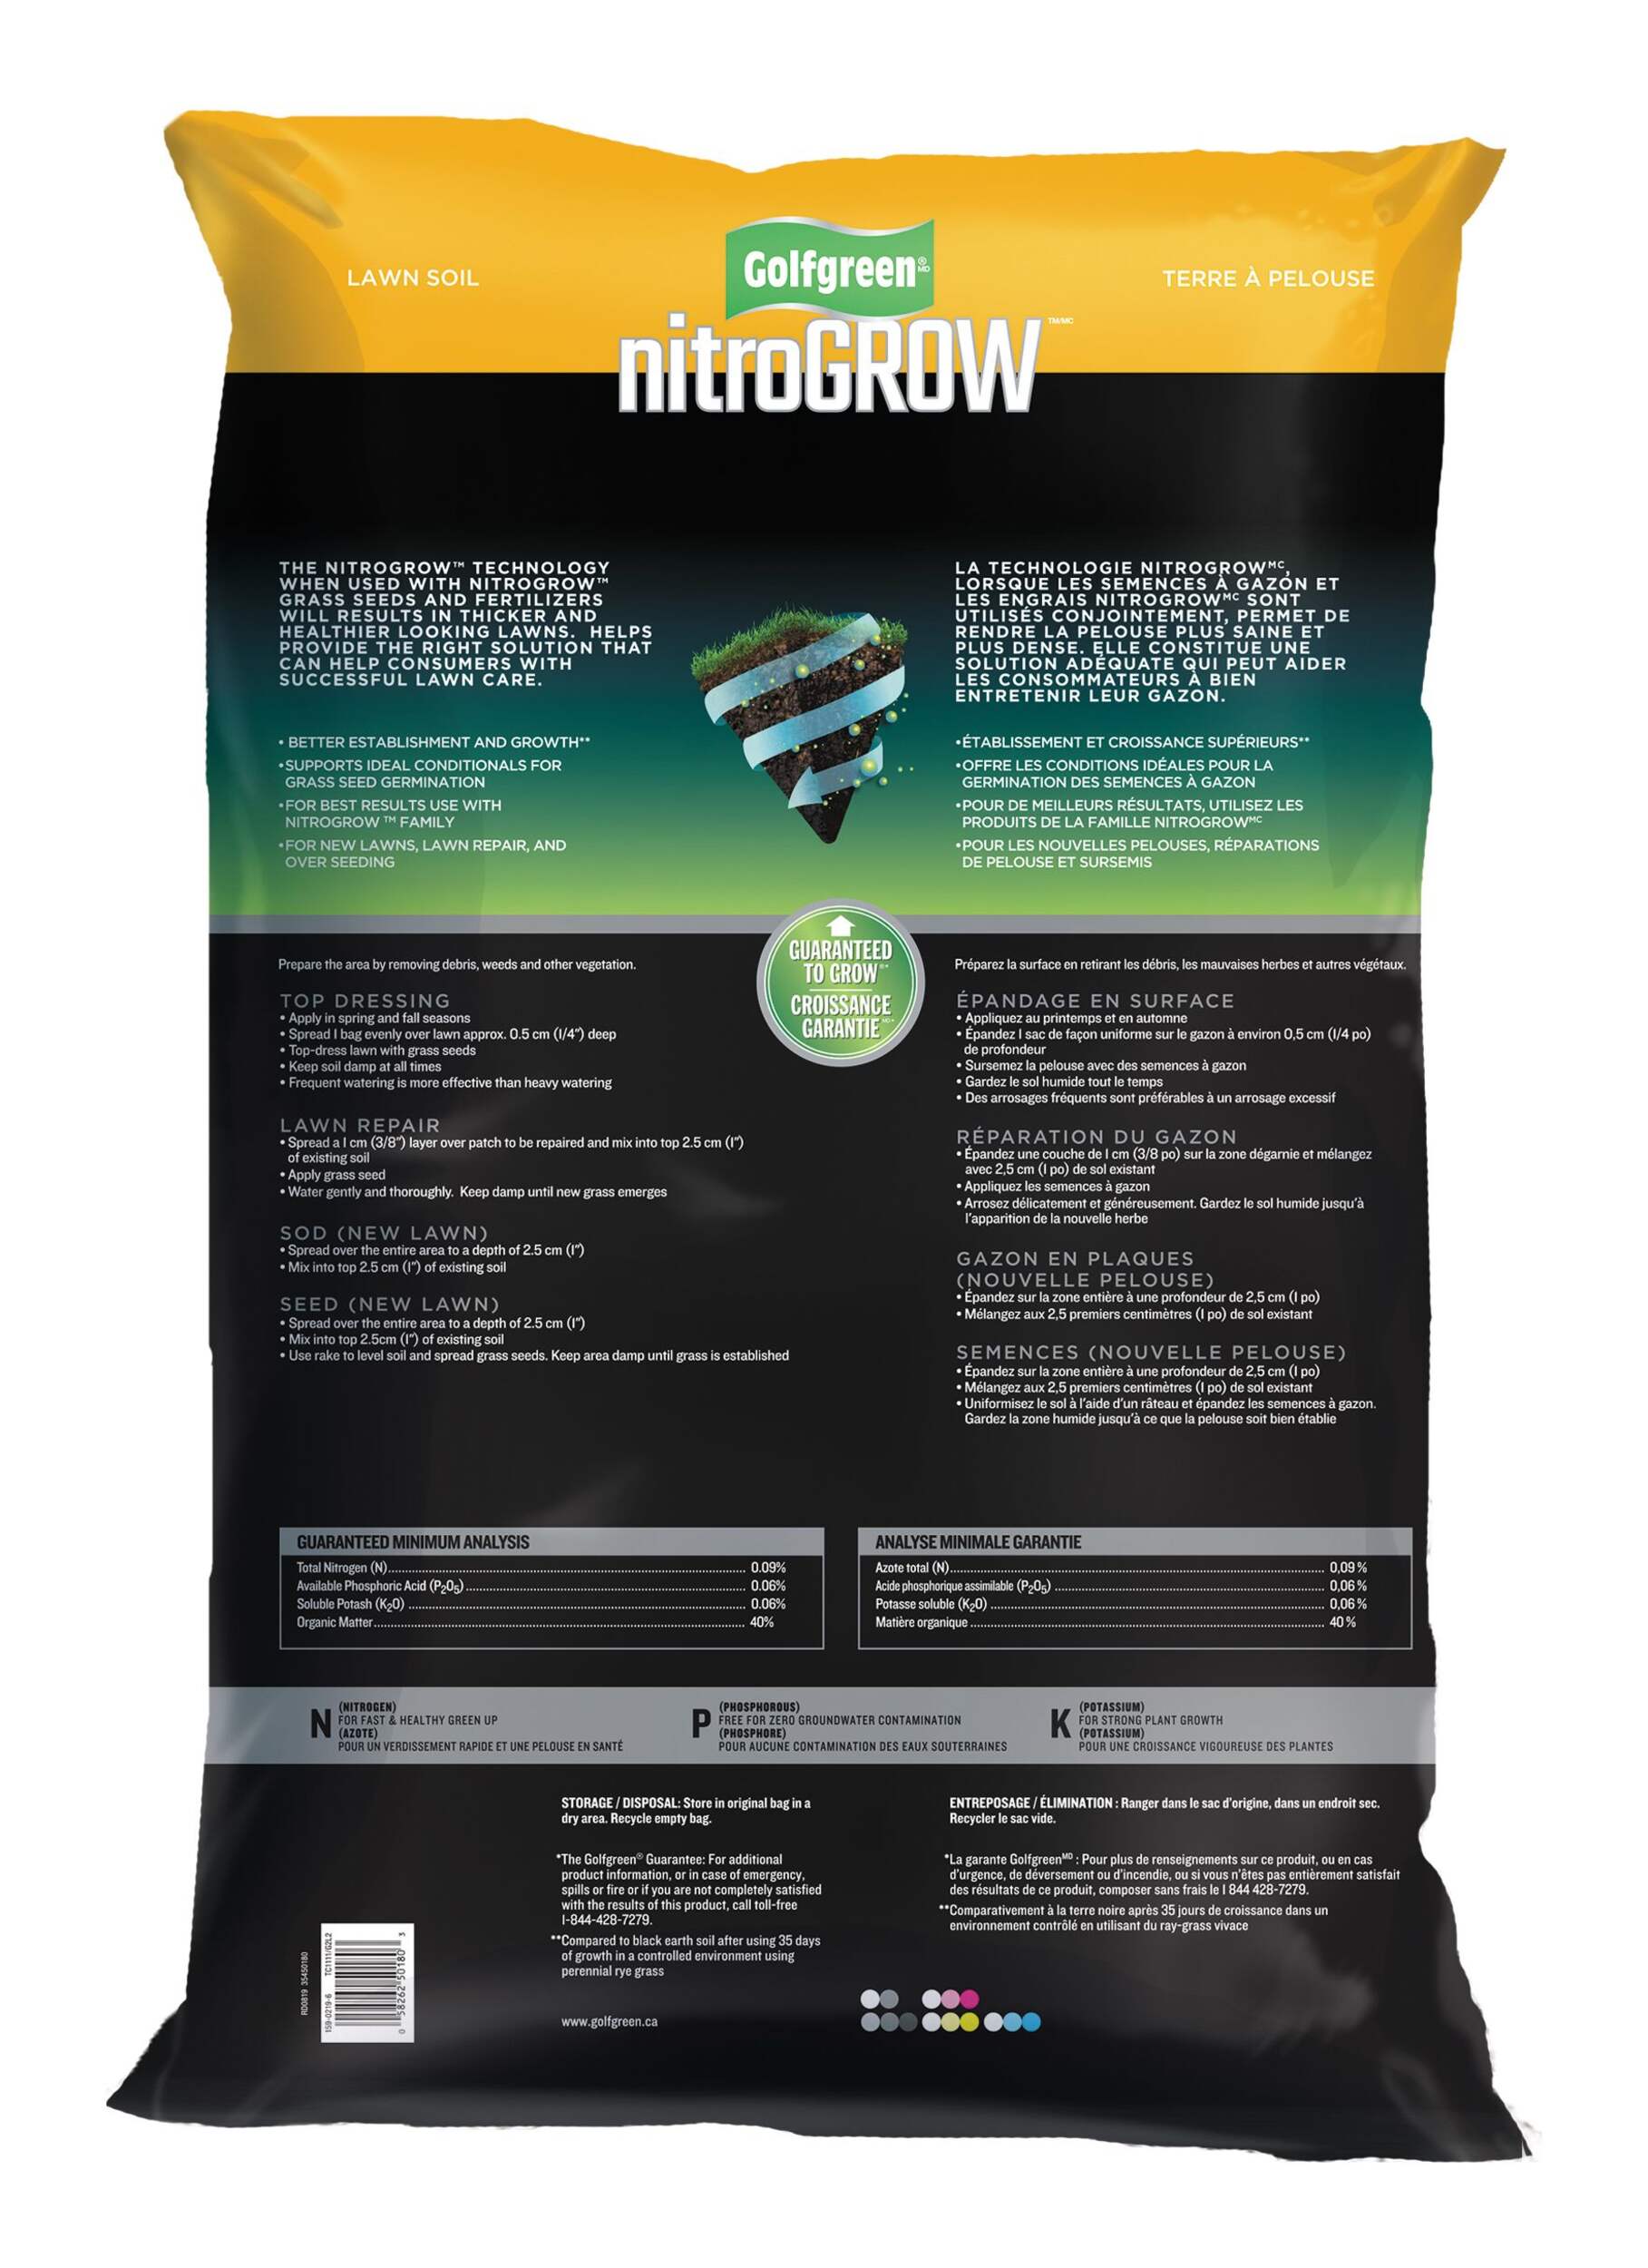 LAWN SOIL
Golfgreen®MD
TERRE À PELOUSE
nitroGROW™/MC
THE NITROGROW™ TECHNOLOGY
WHEN USED WITH NITROGROW™
GRASS SEEDS AND FERTILIZERS
WILL RESULTS IN THICKER AND
HEALTHIER LOOKING LAWNS. HELPS
PROVIDE THE RIGHT SOLUTION THAT
CAN HELP CONSUMERS WITH
SUCCESSFUL LAWN CARE.
• BETTER ESTABLISHMENT AND GROWTH**
•SUPPORTS IDEAL CONDITIONALS FOR
GRASS SEED GERMINATION
•FOR BEST RESULTS USE WITH
NITROGROW ™ FAMILY
•FOR NEW LAWNS, LAWN REPAIR, AND
OVER SEEDING
LA TECHNOLOGIE NITROGROWMC,
LORSQUE LES SEMENCES À GAZON ET
LES ENGRAIS NITROGROWMC SONT
UTILISÉS CONJOINTEMENT, PERMET DE
RENDRE LA PELOUSE PLUS SAINE ET
PLUS DENSE. ELLE CONSTITUE UNE
SOLUTION ADÉQUATE QUI PEUT AIDER
LES CONSOMMATEURS À BIEN
ENTRETENIR LEUR GAZON.
•ÉTABLISSEMENT ET CROISSANCE SUPÉRIEURS**
•OFFRE LES CONDITIONS IDÉALES POUR LA
GERMINATION DES SEMENCES À GAZON
•POUR DE MEILLEURS RÉSULTATS, UTILISEZ LES
PRODUITS DE LA FAMILLE NITROGROWMC
•POUR LES NOUVELLES PELOUSES, RÉPARATIONS
DE PELOUSE ET SURSEMIS
GUARANTEED
TO GROW®*
CROISSANCE
GARANTIE MD*
Prepare the area by removing debris, weeds and other vegetation.
TOP DRESSING
• Apply in spring and fall seasons
• Spread 1 bag evenly over lawn approx. 0.5 cm (1/4") deep
• Top-dress lawn with grass seeds
• Keep soil damp at all times
• Frequent watering is more effective than heavy watering
LAWN REPAIR
• Spread a 1 cm (3/8") layer over patch to be repaired and mix into top 2.5 cm (1")
of existing soil
• Apply grass seed
• Water gently and thoroughly. Keep damp until new grass emerges
SOD (NEW LAWN)
• Spread over the entire area to a depth of 2.5 cm (1")
• Mix into top 2.5 cm (1") of existing soil
SEED (NEW LAWN)
• Spread over the entire area to a depth of 2.5 cm (1")
• Mix into top 2.5cm (1") of existing soil
• Use rake to level soil and spread grass seeds. Keep area damp until grass is established
Préparez la surface en retirant les débris, les mauvaises herbes et autres végétaux.
ÉPANDAGE EN SURFACE
• Appliquez au printemps et en automne
• Épandez 1 sac de façon uniforme sur le gazon à environ 0,5 cm (1/4 po)
de profondeur
• Sursemez la pelouse avec des semences à gazon
• Gardez le sol humide tout le temps
• Des arrosages fréquents sont préférables à un arrosage excessif
RÉPARATION DU GAZON
• Épandez une couche de 1 cm (3/8 po) sur la zone dégarnie et mélangez
avec 2,5 cm (1 po) de sol existant
• Appliquez les semences à gazon
• Arrosez délicatement et généreusement. Gardez le sol humide jusqu'à
l'apparition de la nouvelle herbe
GAZON EN PLAQUES
(NOUVELLE PELOUSE)
• Épandez sur la zone entière à une profondeur de 2,5 cm (1 po)
• Mélangez aux 2,5 premiers centimètres (1 po) de sol existant
SEMENCES (NOUVELLE PELOUSE)
• Épandez sur la zone entière à une profondeur de 2,5 cm (1 po)
• Mélangez aux 2,5 premiers centimètres (1 po) de sol existant
• Uniformisez le sol à l'aide d'un râteau et épandez les semences à gazon.
Gardez la zone humide jusqu'à ce que la pelouse soit bien établie
GUARANTEED MINIMUM ANALYSIS
Total Nitrogen (N) 0.09%
Available Phosphoric Acid (P2O5) 0.06%
Soluble Potash (K2O) 0.06%
Organic Matter 40%
ANALYSE MINIMALE GARANTIE
Azote total (N) 0,09 %
Acide phosphorique assimilable (P2O5) 0,06 %
Potasse soluble (K2O) 0,06 %
Matière organique 40 %
N
(NITROGEN)
FOR FAST & HEALTHY GREEN UP
(AZOTE)
POUR UN VERDISSEMENT RAPIDE ET UNE PELOUSE EN SANTÉ
P
(PHOSPHOROUS)
FREE FOR ZERO GROUNDWATER CONTAMINATION
(PHOSPHORE)
POUR AUCUNE CONTAMINATION DES EAUX SOUTERRAINES
K
(POTASSIUM)
FOR STRONG PLANT GROWTH
(POTASSIUM)
POUR UNE CROISSANCE VIGOUREUSE DES PLANTES
STORAGE / DISPOSAL: Store in original bag in a
dry area. Recycle empty bag.
*The Golfgreen® Guarantee: For additional
product information, or in case of emergency,
spills or fire or if you are not completely satisfied
with the results of this product, call toll-free
1-844-428-7279.
**Compared to black earth soil after using 35 days
of growth in a controlled environment using
perennial rye grass
www.golfgreen.ca
ENTREPOSAGE / ÉLIMINATION : Ranger dans le sac d'origine, dans un endroit sec.
Recycler le sac vide.
*La garante GolfgreenMD : Pour plus de renseignements sur ce produit, ou en cas
d'urgence, de déversement ou d'incendie, ou si vous n'êtes pas entièrement satisfait
des résultats de ce produit, composer sans frais le 1 844 428-7279.
**Comparativement à la terre noire après 35 jours de croissance dans un
environnement contrôlé en utilisant du ray-grass vivace
RD0819 35450180
159-0219-6 TC1111/G2L2
0 58262 50180 3